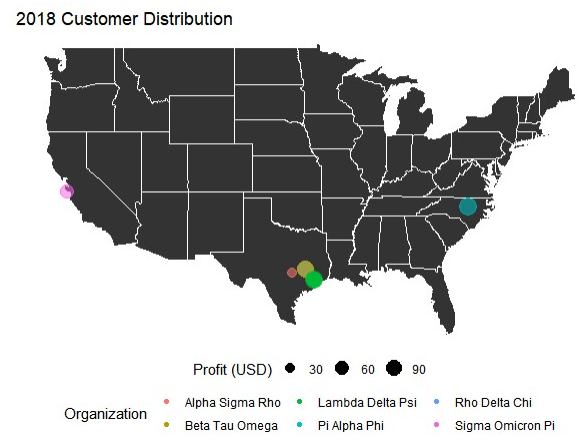 2018 Customer Distribution
Profit (USD) 30 60 90
Organization
Alpha Sigma Rho Lambda Delta Psi Rho Delta Chi
Beta Tau Omega Pi Alpha Phi Sigma Omicron Pi